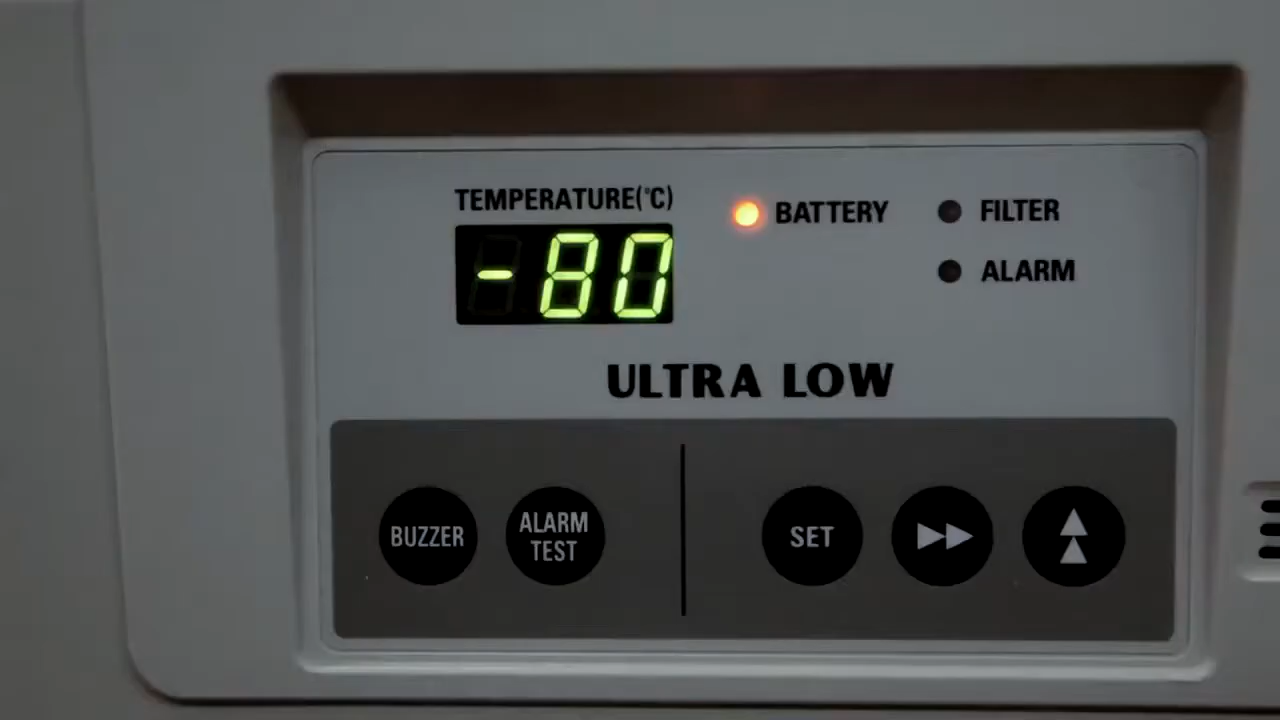 TEMPERATURE(°C)
-80
BATTERY
FILTER
ALARM
ULTRA LOW
BUZZER
ALARM
TEST
SET